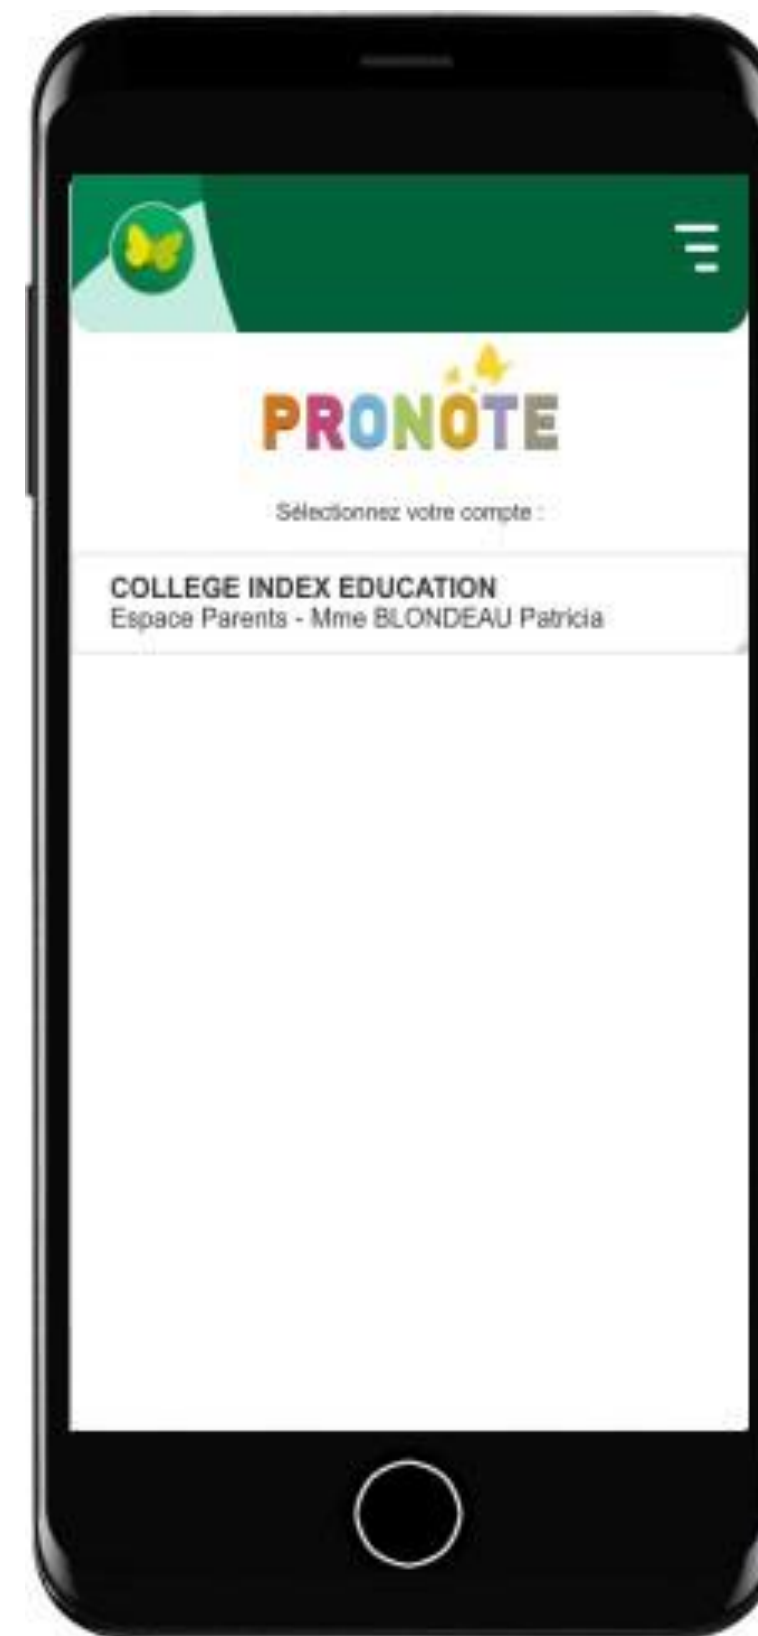 PRONOTE
Sélectionnez votre compte :
COLLEGE INDEX EDUCATION
Espace Parents - Mme BLONDEAU Patricia